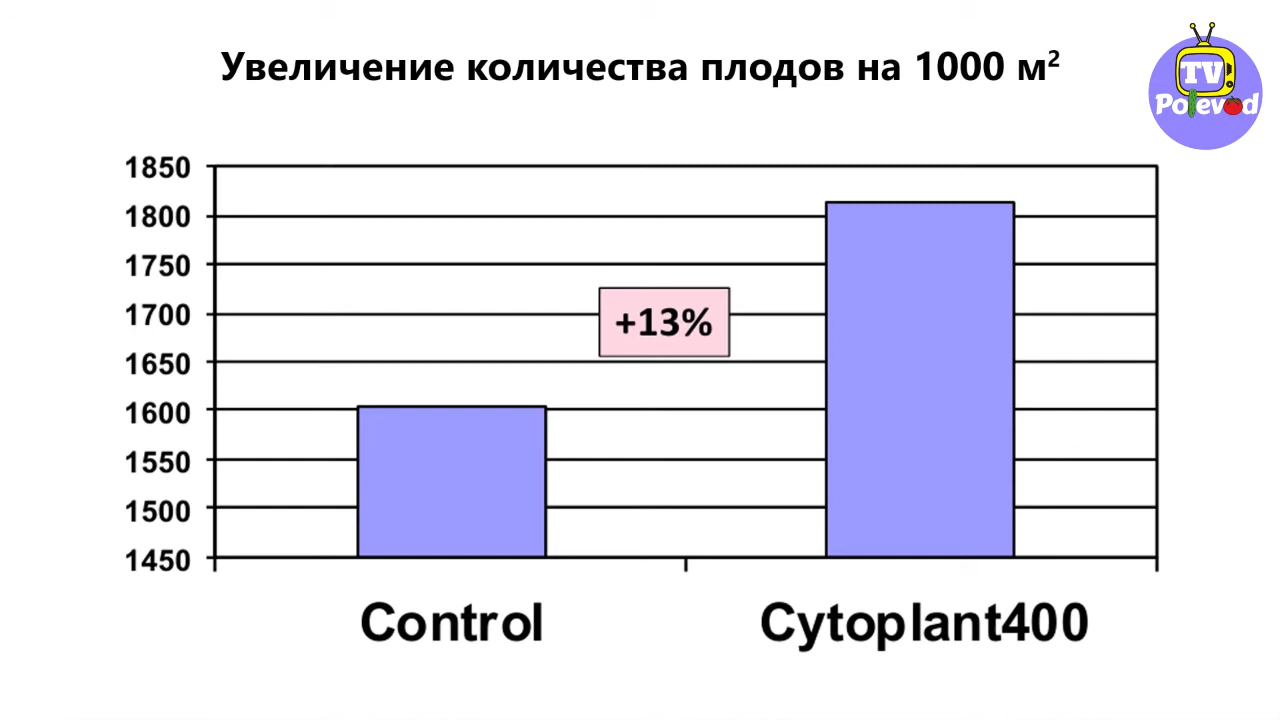 Увеличение количества плодов на 1000 м²
TV
Polevod
1850
1800
1750
1700
1650
1600
1550
1500
1450
+13%
Control
Cytoplant400